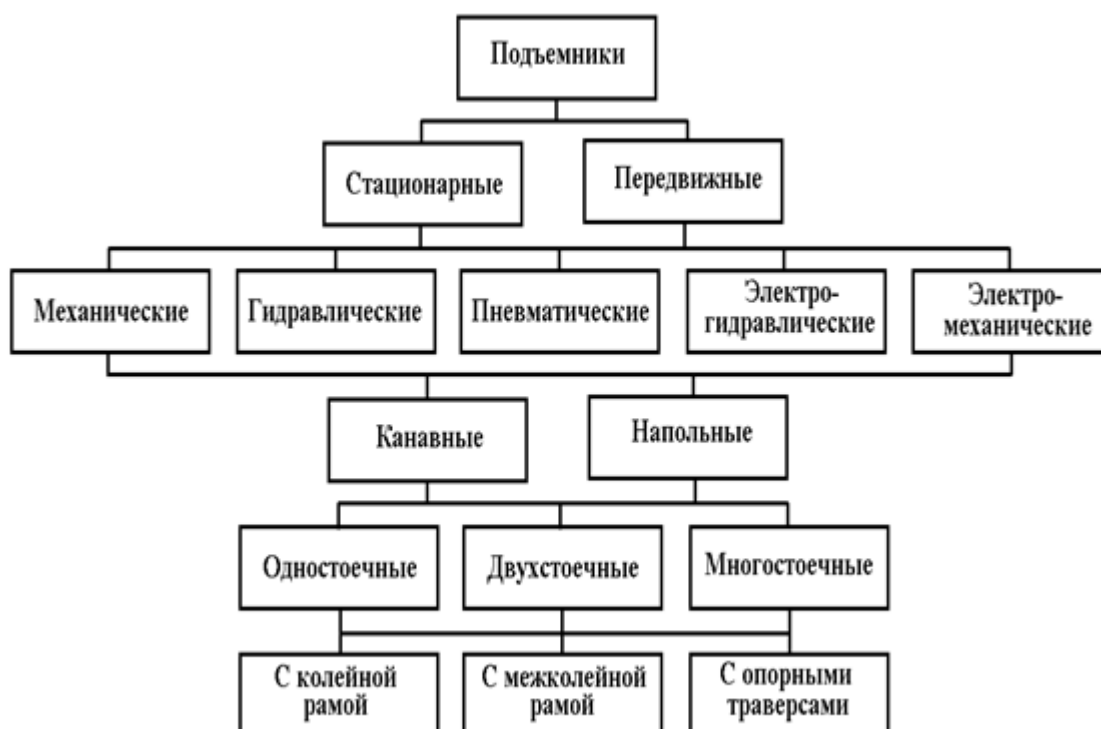 Подъемники
Стационарные
Передвижные
Механические
Гидравлические
Пневматические
Электро-
гидравлические
Электро-
механические
Канавные
Напольные
Одностоечные
Двухстоечные
Многостоечные
С колейной
рамой
С межколейной
рамой
С опорными
траверсами